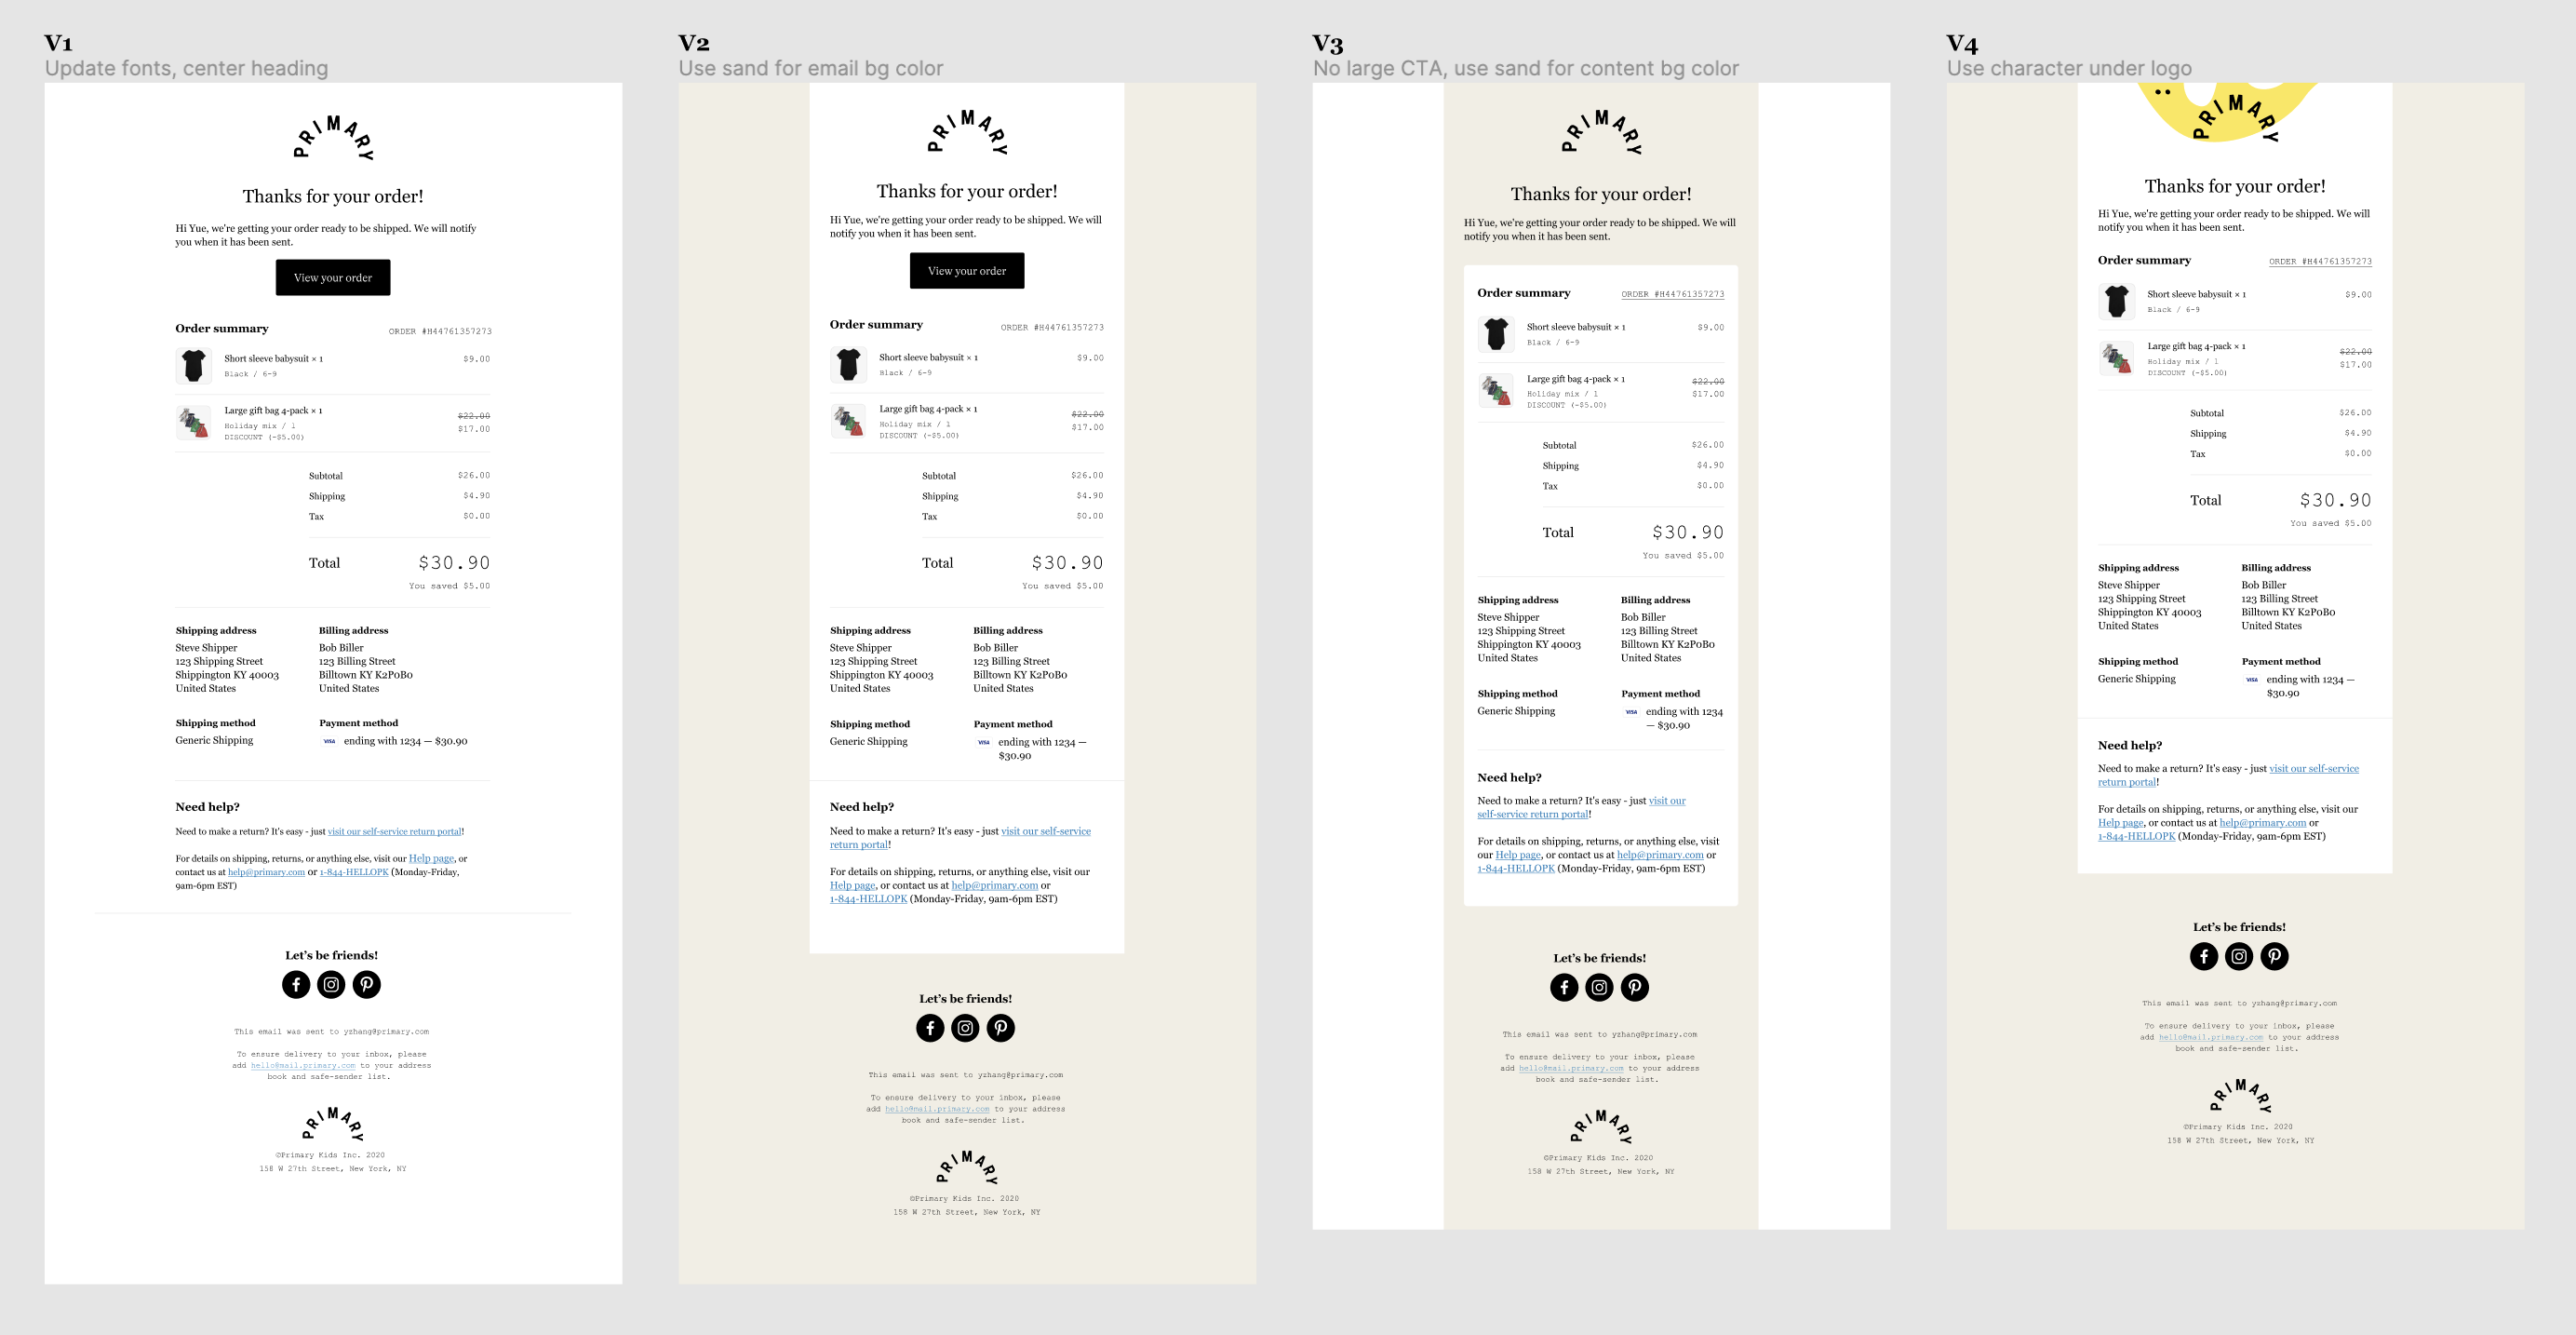 V1
Update fonts, center heading
PRIMARY
Thanks for your order!
Hi Yue, we're getting your order ready to be shipped. We will notify
you when it has been sent.
View your order
Order summary ORDER #H44761357273
Short sleeve babysuit × 1 $9.00
Black / 6-9
Large gift bag 4-pack × 1 $22.00
Holiday mix / 1 $17.00
DISCOUNT (-$5.00)
Subtotal $26.00
Shipping $4.90
Tax $0.00
Total $30.90
You saved $5.00
Shipping address Billing address
Steve Shipper Bob Biller
123 Shipping Street 123 Billing Street
Shippington KY 40003 Billtown KY K2P0B0
United States United States
Shipping method Payment method
Generic Shipping VISA ending with 1234 — $30.90
Need help?
Need to make a return? It's easy - just visit our self-service return portal!
For details on shipping, returns, or anything else, visit our Help page, or
contact us at help@primary.com or 1-844-HELLOPK (Monday-Friday,
9am-6pm EST)
Let's be friends!
This email was sent to yzhang@primary.com
To ensure delivery to your inbox, please
add hello@mail.primary.com to your address
book and safe-sender list.
PRIMARY
©Primary Kids Inc. 2020
158 W 27th Street, New York, NY
V2
Use sand for email bg color
PRIMARY
Thanks for your order!
Hi Yue, we're getting your order ready to be shipped. We will
notify you when it has been sent.
View your order
Order summary ORDER #H44761357273
Short sleeve babysuit × 1 $9.00
Black / 6-9
Large gift bag 4-pack × 1 $22.00
Holiday mix / 1 $17.00
DISCOUNT (-$5.00)
Subtotal $26.00
Shipping $4.90
Tax $0.00
Total $30.90
You saved $5.00
Shipping address Billing address
Steve Shipper Bob Biller
123 Shipping Street 123 Billing Street
Shippington KY 40003 Billtown KY K2P0B0
United States United States
Shipping method Payment method
Generic Shipping VISA ending with 1234 —
$30.90
Need help?
Need to make a return? It's easy - just visit our self-service
return portal!
For details on shipping, returns, or anything else, visit our
Help page, or contact us at help@primary.com or
1-844-HELLOPK (Monday-Friday, 9am-6pm EST)
Let's be friends!
This email was sent to yzhang@primary.com
To ensure delivery to your inbox, please
add hello@mail.primary.com to your address
book and safe-sender list.
PRIMARY
©Primary Kids Inc. 2020
158 W 27th Street, New York, NY
V3
No large CTA, use sand for content bg color
PRIMARY
Thanks for your order!
Hi Yue, we're getting your order ready to be shipped. We will
notify you when it has been sent.
Order summary ORDER #H44761357273
Short sleeve babysuit × 1 $9.00
Black / 6-9
Large gift bag 4-pack × 1 $22.00
Holiday mix / 1 $17.00
DISCOUNT (-$5.00)
Subtotal $26.00
Shipping $4.90
Tax $0.00
Total $30.90
You saved $5.00
Shipping address Billing address
Steve Shipper Bob Biller
123 Shipping Street 123 Billing Street
Shippington KY 40003 Billtown KY K2P0B0
United States United States
Shipping method Payment method
Generic Shipping VISA ending with 1234
— $30.90
Need help?
Need to make a return? It's easy - just visit our
self-service return portal!
For details on shipping, returns, or anything else, visit
our Help page, or contact us at help@primary.com or
1-844-HELLOPK (Monday-Friday, 9am-6pm EST)
Let's be friends!
This email was sent to yzhang@primary.com
To ensure delivery to your inbox, please
add hello@mail.primary.com to your address
book and safe-sender list.
PRIMARY
©Primary Kids Inc. 2020
158 W 27th Street, New York, NY
V4
Use character under logo
PRIMARY
Thanks for your order!
Hi Yue, we're getting your order ready to be shipped. We will
notify you when it has been sent.
Order summary ORDER #H44761357273
Short sleeve babysuit × 1 $9.00
Black / 6-9
Large gift bag 4-pack × 1 $22.00
Holiday mix / 1 $17.00
DISCOUNT (-$5.00)
Subtotal $26.00
Shipping $4.90
Tax $0.00
Total $30.90
You saved $5.00
Shipping address Billing address
Steve Shipper Bob Biller
123 Shipping Street 123 Billing Street
Shippington KY 40003 Billtown KY K2P0B0
United States United States
Shipping method Payment method
Generic Shipping VISA ending with 1234 —
$30.90
Need help?
Need to make a return? It's easy - just visit our self-service
return portal!
For details on shipping, returns, or anything else, visit our
Help page, or contact us at help@primary.com or
1-844-HELLOPK (Monday-Friday, 9am-6pm EST)
Let's be friends!
This email was sent to yzhang@primary.com
To ensure delivery to your inbox, please
add hello@mail.primary.com to your address
book and safe-sender list.
PRIMARY
©Primary Kids Inc. 2020
158 W 27th Street, New York, NY